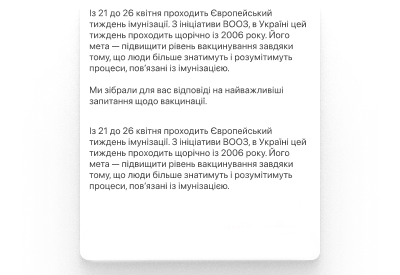 Із 21 до 26 квітня проходить Європейський
тиждень імунізації. З ініціативи ВООЗ, в Україні цей
тиждень проходить щорічно із 2006 року. Його
мета — підвищити рівень вакцинування завдяки
тому, що люди більше знатимуть і розумітимуть
процеси, пов’язані із імунізацією.
Ми зібрали для вас відповіді на найважливіші
запитання щодо вакцинації.
Із 21 до 26 квітня проходить Європейський
тиждень імунізації. З ініціативи ВООЗ, в Україні цей
тиждень проходить щорічно із 2006 року. Його
мета — підвищити рівень вакцинування завдяки
тому, що люди більше знатимуть і розумітимуть
процеси, пов’язані із імунізацією.